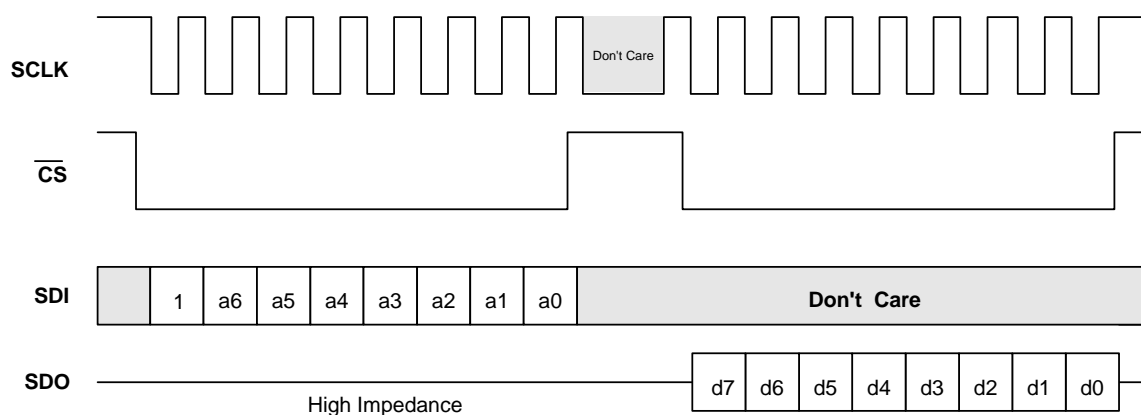 SCLK
Don't Care
CS
SDI
1 a6 a5 a4 a3 a2 a1 a0 Don't Care
SDO
d7 d6 d5 d4 d3 d2 d1 d0
High Impedance